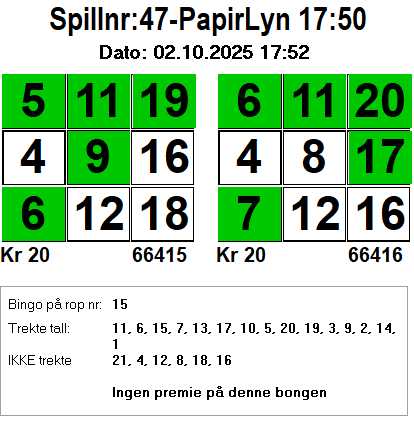 Spillnr:47-PapirLyn 17:50
Dato: 02.10.2025 17:52
5 11 19 6 11 20
4 9 16 4 8 17
6 12 18 7 12 16
Kr 20 66415 Kr 20 66416
Bingo på rop nr: 15
Trekte tall: 11, 6, 15, 7, 13, 17, 10, 5, 20, 19, 3, 9, 2, 14,
1
IKKE trekte 21, 4, 12, 8, 18, 16
Ingen premie på denne bongen